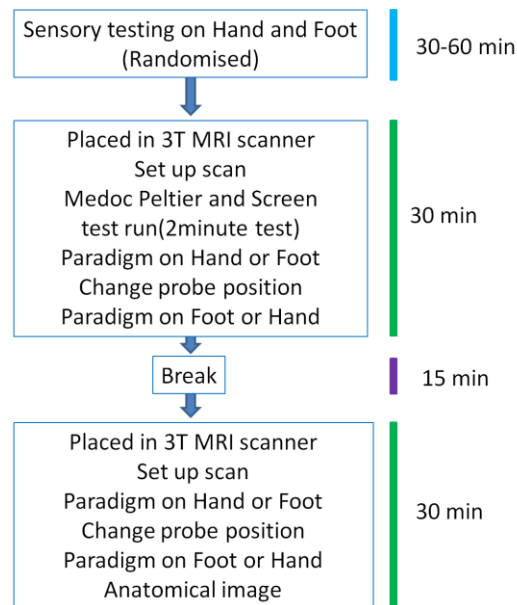 Sensory testing on Hand and Foot
(Randomised)
30-60 min
Placed in 3T MRI scanner
Set up scan
Medoc Peltier and Screen
test run(2minute test)
Paradigm on Hand or Foot
Change probe position
Paradigm on Foot or Hand
30 min
Break
15 min
Placed in 3T MRI scanner
Set up scan
Paradigm on Hand or Foot
Change probe position
Paradigm on Foot or Hand
Anatomical image
30 min